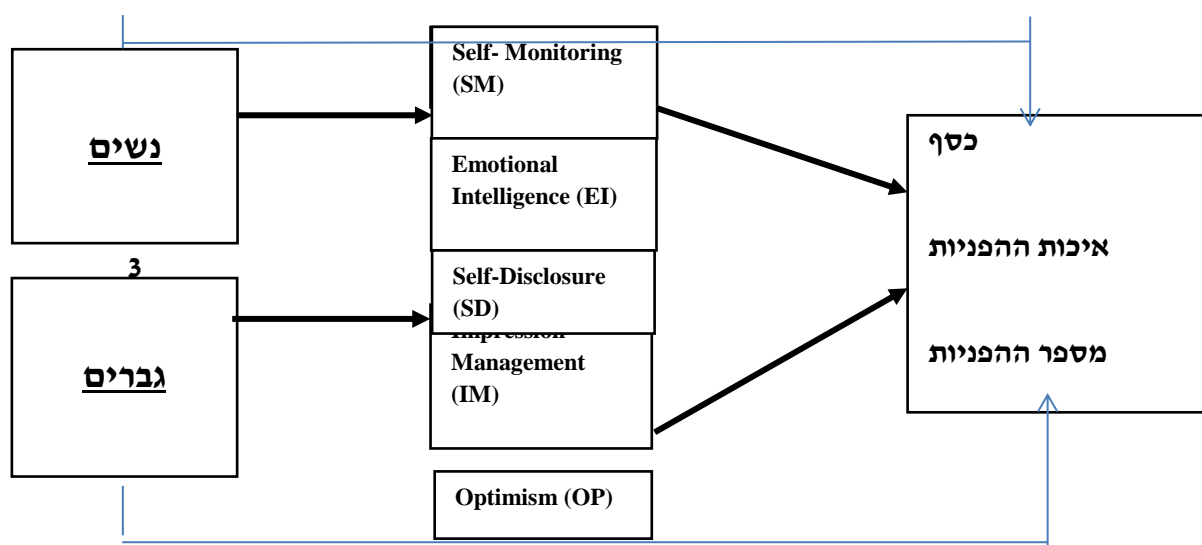 נשים
3
גברים
Self- Monitoring
(SM)
Emotional
Intelligence (EI)
Self-Disclosure
(SD)
Impression
Management
(IM)
Optimism (OP)
כסף
איכות ההפניות
מספר ההפניות